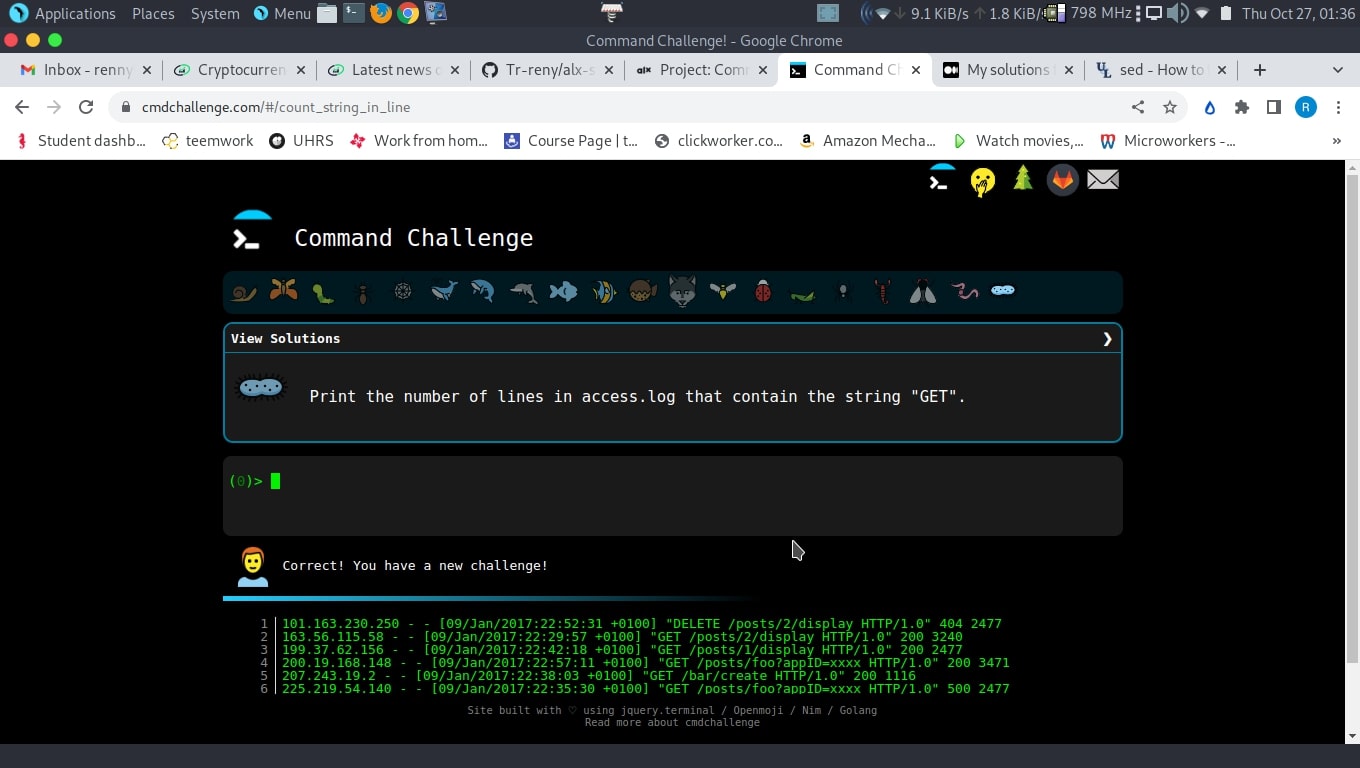 Applications Places System Menu 9.1 KiB/s 1.8 KiB/ 798 MHz Thu Oct 27, 01:36
Command Challenge! - Google Chrome
Inbox - renny Cryptocurren Latest news o Tr-reny/alx-s Project: Com Command Ch My solutions sed - How to
cmdchallenge.com/#/count_string_in_line R
Student dashb... teemwork UHRS Work from hom... Course Page | t... clickworker.co... Amazon Mecha... Watch movies,... Microworkers -... »
Command Challenge
View Solutions
Print the number of lines in access.log that contain the string "GET".
(0)>
Correct! You have a new challenge!
1 101.163.230.250 - - [09/Jan/2017:22:52:31 +0100] "DELETE /posts/2/display HTTP/1.0" 404 2477
2 163.56.115.58 - - [09/Jan/2017:22:29:57 +0100] "GET /posts/2/display HTTP/1.0" 200 3240
3 199.37.62.156 - - [09/Jan/2017:22:42:18 +0100] "GET /posts/1/display HTTP/1.0" 200 2477
4 200.19.168.148 - - [09/Jan/2017:22:57:11 +0100] "GET /posts/foo?appID=xxxx HTTP/1.0" 200 3471
5 207.243.19.2 - - [09/Jan/2017:22:38:03 +0100] "GET /bar/create HTTP/1.0" 200 1116
6 225.219.54.140 - - [09/Jan/2017:22:35:30 +0100] "GET /posts/foo?appID=xxxx HTTP/1.0" 500 2477
Site built with ♡ using jquery.terminal / Openmoji / Nim / Golang
Read more about cmdchallenge